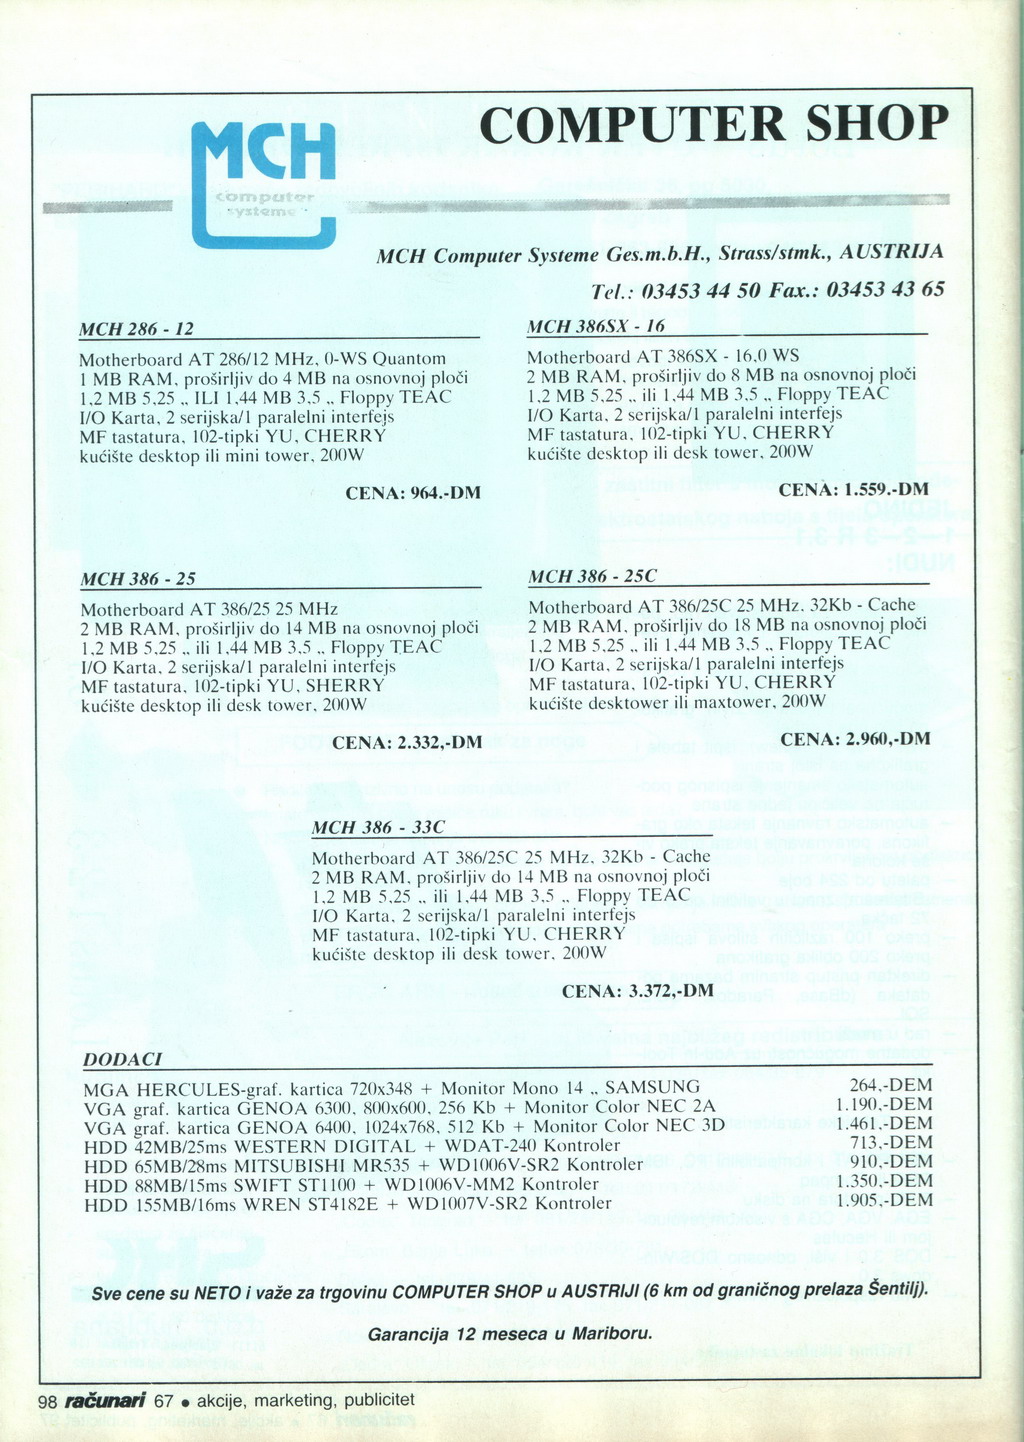 MCH
computer
systeme
COMPUTER SHOP
MCH Computer Systeme Ges.m.b.H., Strass/stmk., AUSTRIJA
Tel.: 03453 44 50 Fax.: 03453 43 65
MCH 286 - 12
Motherboard AT 286/12 MHz, 0-WS Quantom
1 MB RAM, proširljiv do 4 MB na osnovnoj ploči
1,2 MB 5,25 „ ILI 1,44 MB 3,5 „ Floppy TEAC
I/O Karta, 2 serijska/1 paralelni interfejs
MF tastatura, 102-tipki YU, CHERRY
kućište desktop ili mini tower, 200W
CENA: 964.-DM
MCH 386SX - 16
Motherboard AT 386SX - 16,0 WS
2 MB RAM, proširljiv do 8 MB na osnovnoj ploči
1,2 MB 5,25 „ ili 1,44 MB 3,5 „ Floppy TEAC
I/O Karta, 2 serijska/1 paralelni interfejs
MF tastatura, 102-tipki YU, CHERRY
kućište desktop ili desk tower, 200W
CENA: 1.559.-DM
MCH 386 - 25
Motherboard AT 386/25 25 MHz
2 MB RAM, proširljiv do 14 MB na osnovnoj ploči
1,2 MB 5,25 „ ili 1,44 MB 3,5 „ Floppy TEAC
I/O Karta, 2 serijska/1 paralelni interfejs
MF tastatura, 102-tipki YU, SHERRY
kućište desktop ili desk tower, 200W
CENA: 2.332,-DM
MCH 386 - 25C
Motherboard AT 386/25C 25 MHz, 32Kb - Cache
2 MB RAM, proširljiv do 18 MB na osnovnoj ploči
1,2 MB 5,25 „ ili 1,44 MB 3,5 „ Floppy TEAC
I/O Karta, 2 serijska/1 paralelni interfejs
MF tastatura, 102-tipki YU, CHERRY
kućište desktower ili maxtower, 200W
CENA: 2.960,-DM
MCH 386 - 33C
Motherboard AT 386/25C 25 MHz, 32Kb - Cache
2 MB RAM, proširljiv do 14 MB na osnovnoj ploči
1,2 MB 5,25 „ ili 1,44 MB 3,5 „ Floppy TEAC
I/O Karta, 2 serijska/1 paralelni interfejs
MF tastatura, 102-tipki YU, CHERRY
kućište desktop ili desk tower, 200W
CENA: 3.372,-DM
DODACI
MGA HERCULES-graf. kartica 720x348 + Monitor Mono 14 „ SAMSUNG 264,-DEM
VGA graf. kartica GENOA 6300, 800x600, 256 Kb + Monitor Color NEC 2A 1.190,-DEM
VGA graf. kartica GENOA 6400, 1024x768, 512 Kb + Monitor Color NEC 3D 1.461,-DEM
HDD 42MB/25ms WESTERN DIGITAL + WDAT-240 Kontroler 713,-DEM
HDD 65MB/28ms MITSUBISHI MR535 + WD1006V-SR2 Kontroler 910,-DEM
HDD 88MB/15ms SWIFT ST1100 + WD1006V-MM2 Kontroler 1.350,-DEM
HDD 155MB/16ms WREN ST4182E + WD1007V-SR2 Kontroler 1.905,-DEM
Sve cene su NETO i važe za trgovinu COMPUTER SHOP u AUSTRIJI (6 km od graničnog prelaza Šentilj).
Garancija 12 meseca u Mariboru.
98 računari 67 • akcije, marketing, publicitet